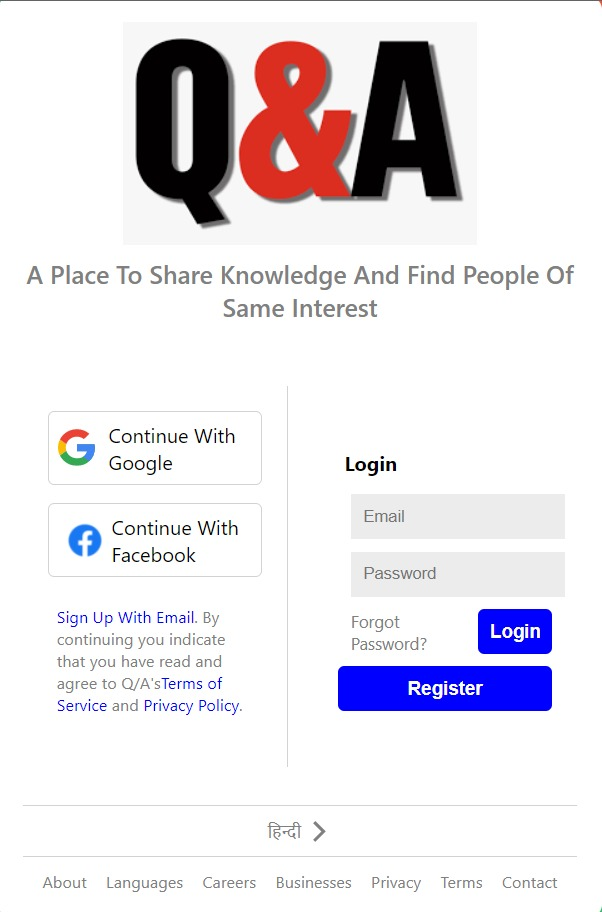 Q&A
A Place To Share Knowledge And Find People Of
Same Interest
Continue With
Google
Continue With
Facebook
Sign Up With Email. By
continuing you indicate
that you have read and
agree to Q/A'sTerms of
Service and Privacy Policy.
Login
Email
Password
Forgot
Password?
Login
Register
हिन्दी
About Languages Careers Businesses Privacy Terms Contact